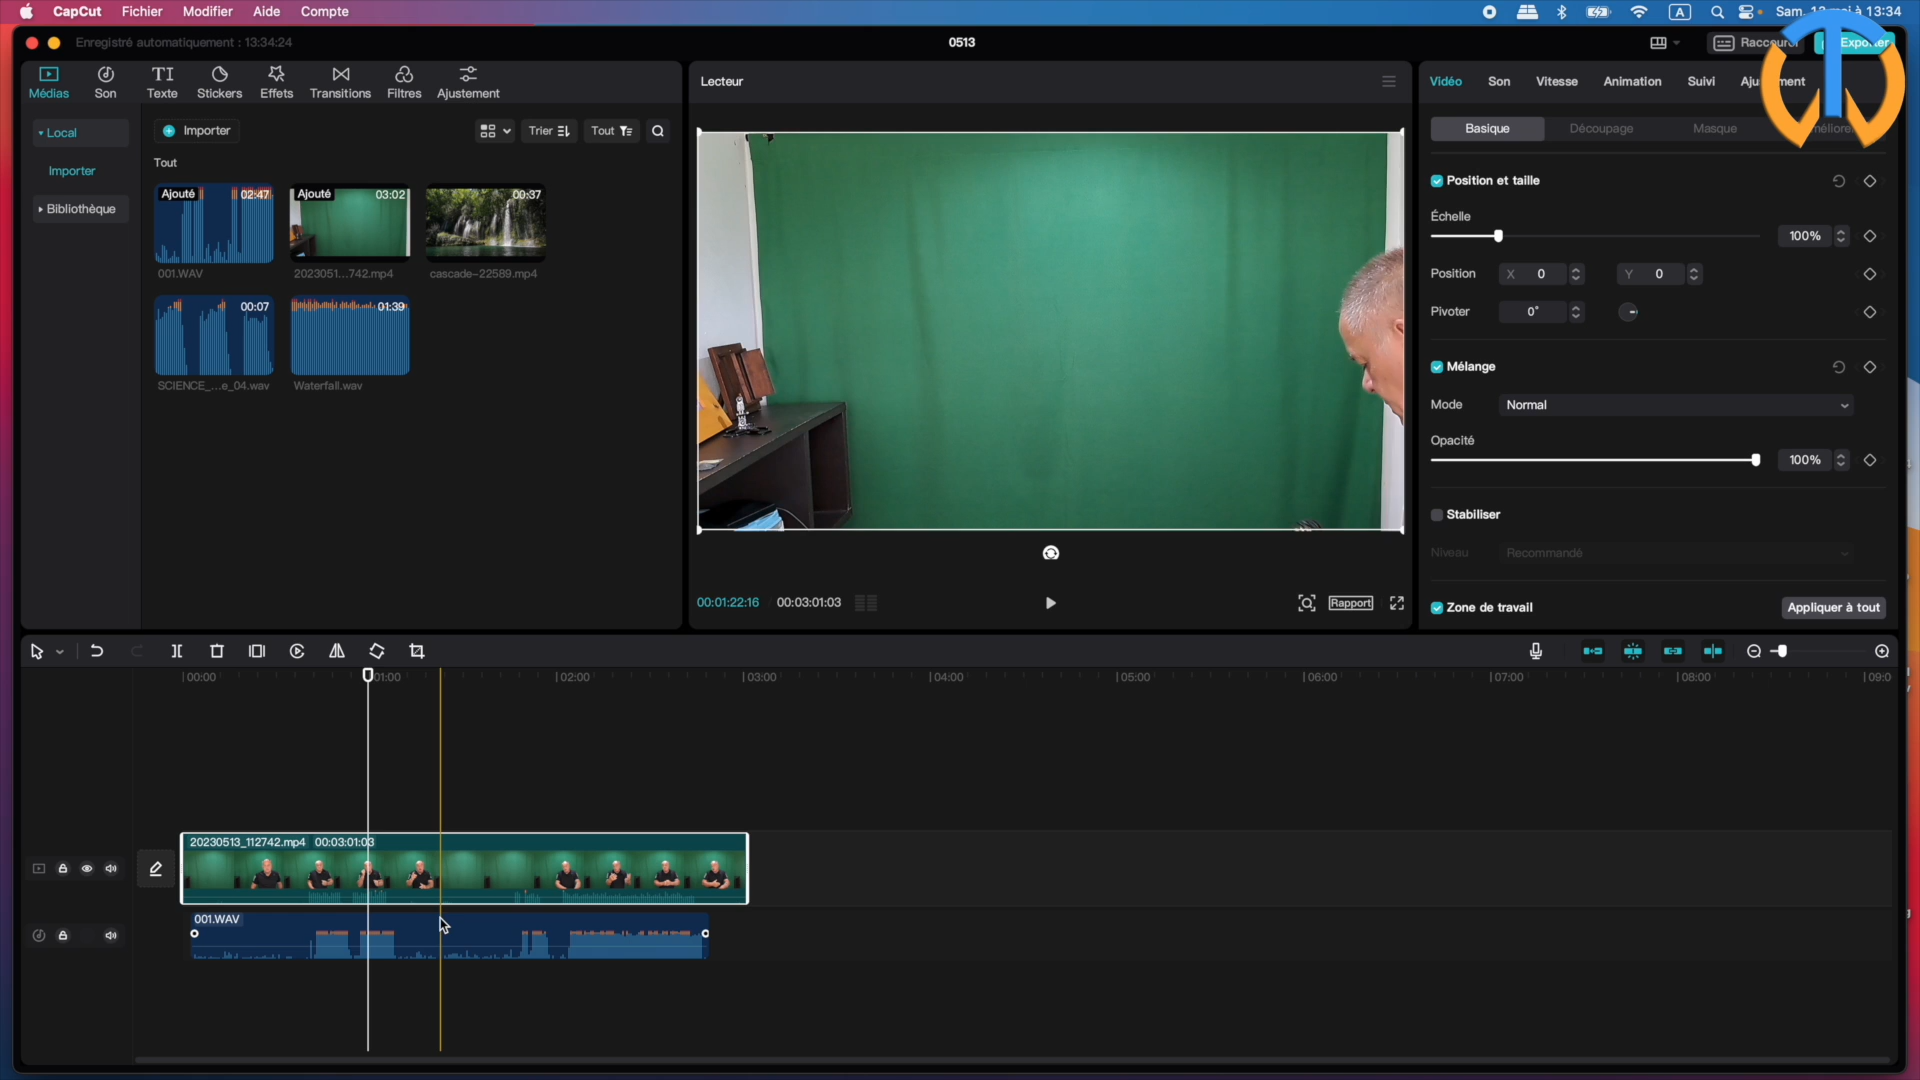 CapCut Fichier Modifier Aide Compte
A Sam. 13 mai à 13:34
Enregistré automatiquement : 13:34:24
0513
Exporter
Médias Son Texte Stickers Effets Transitions Filtres Ajustement
Local
Importer
Bibliothèque
Importer
Trier Tout
Tout
Ajouté 02:47
001.WAV
Ajouté 03:02
2023051...742.mp4
00:37
cascade-22589.mp4
00:07
SCIENCE_...e_04.wav
01:39
Waterfall.wav
Lecteur
00:01:22:16 00:03:01:03
Rapport
Vidéo Son Vitesse Animation Suivi
Basique Découpage Masque
Position et taille
Échelle
100%
Position X 0 Y 0
Pivoter 0°
Mélange
Mode Normal
Opacité
100%
Stabiliser
Niveau Recommandé
Zone de travail Appliquer à tout
00:00 01:00 02:00 03:00 04:00 05:00 06:00 07:00 08:00 09:0
20230513_112742.mp4 00:03:01:03
001.WAV